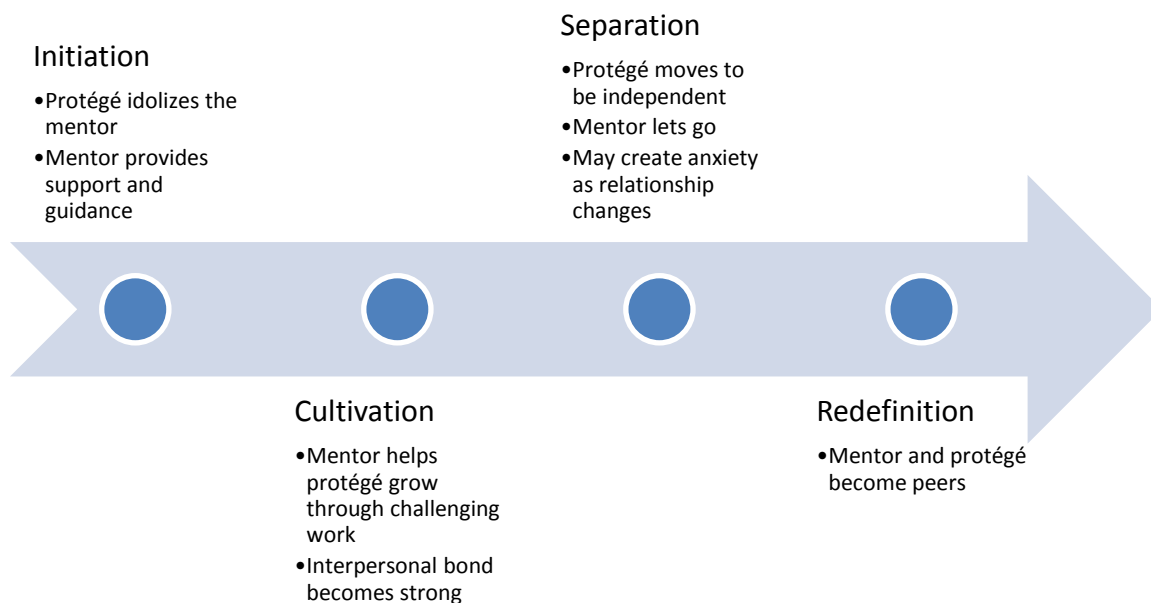 Initiation
•Protégé idolizes the
mentor
•Mentor provides
support and
guidance
Cultivation
•Mentor helps
protégé grow
through challenging
work
•Interpersonal bond
becomes strong
Separation
•Protégé moves to
be independent
•Mentor lets go
•May create anxiety
as relationship
changes
Redefinition
•Mentor and protégé
become peers